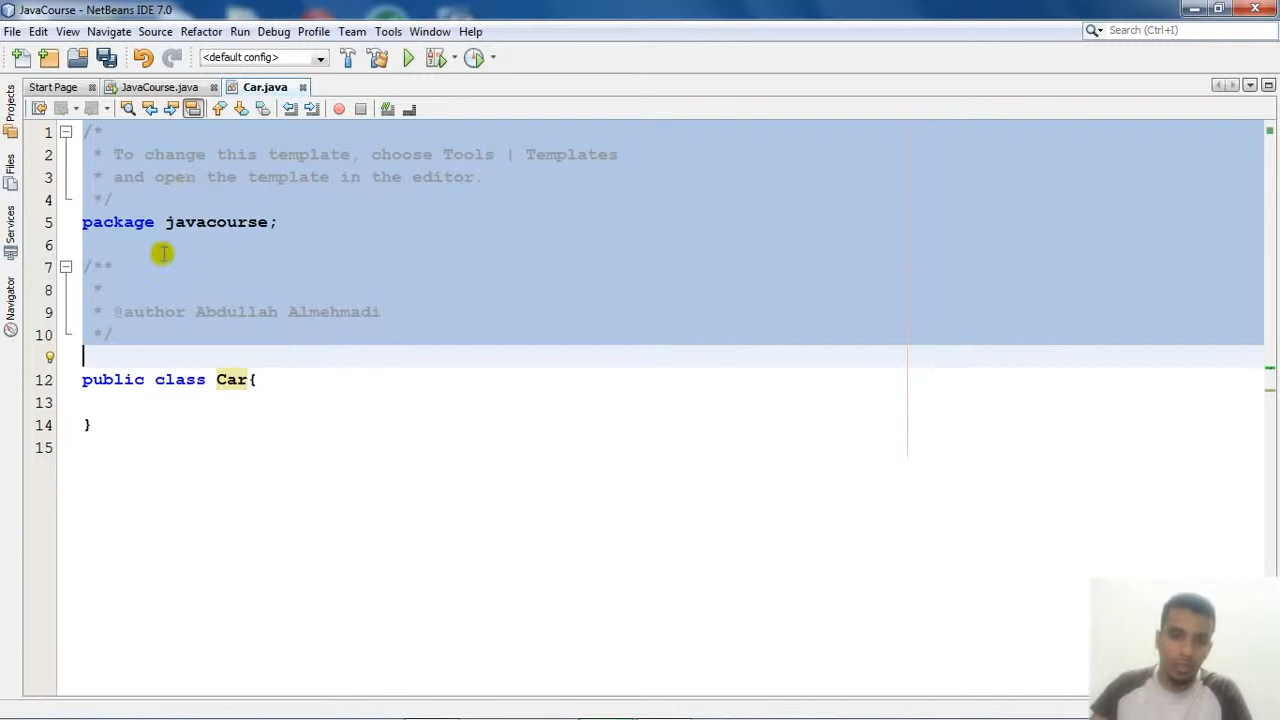 JavaCourse - NetBeans IDE 7.0
File Edit View Navigate Source Refactor Run Debug Profile Team Tools Window Help
Search (Ctrl+I)
<default config>
Start Page JavaCourse.java Car.java
Projects
Files
Services
Navigator
1 /*
2 * To change this template, choose Tools | Templates
3 * and open the template in the editor.
4 */
5 package javacourse;
6
7 /**
8 *
9 * @author Abdullah Almehmadi
10 */
12 public class Car{
13
14 }
15